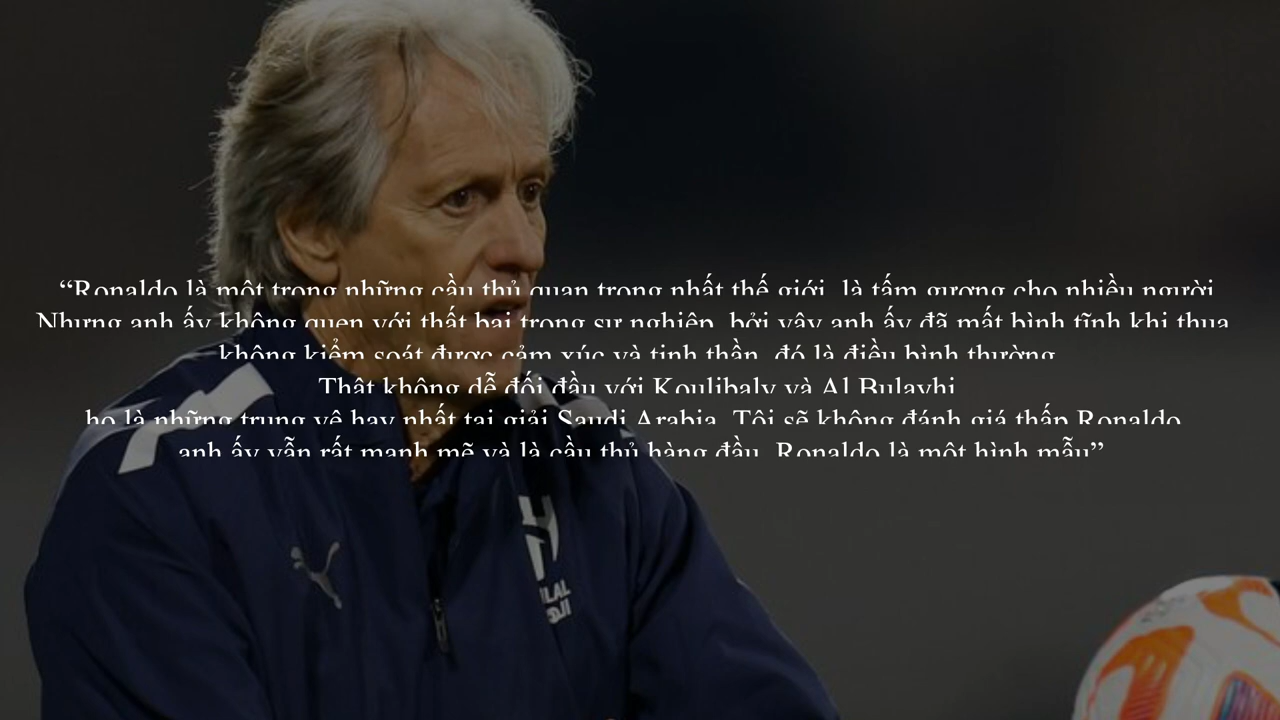 “Ronaldo là một trong những cầu thủ quan trọng nhất thế giới, là tấm gương cho nhiều người.
Nhưng anh ấy không quen với thất bại trong sự nghiệp, bởi vậy anh ấy đã mất bình tĩnh khi thua
không kiểm soát được cảm xúc và tinh thần, đó là điều bình thường.
Thật không dễ đối đầu với Koulibaly và Al Bulayhi
họ là những trung vệ hay nhất tại giải Saudi Arabia. Tôi sẽ không đánh giá thấp Ronaldo
anh ấy vẫn rất mạnh mẽ và là cầu thủ hàng đầu. Ronaldo là một hình mẫu”